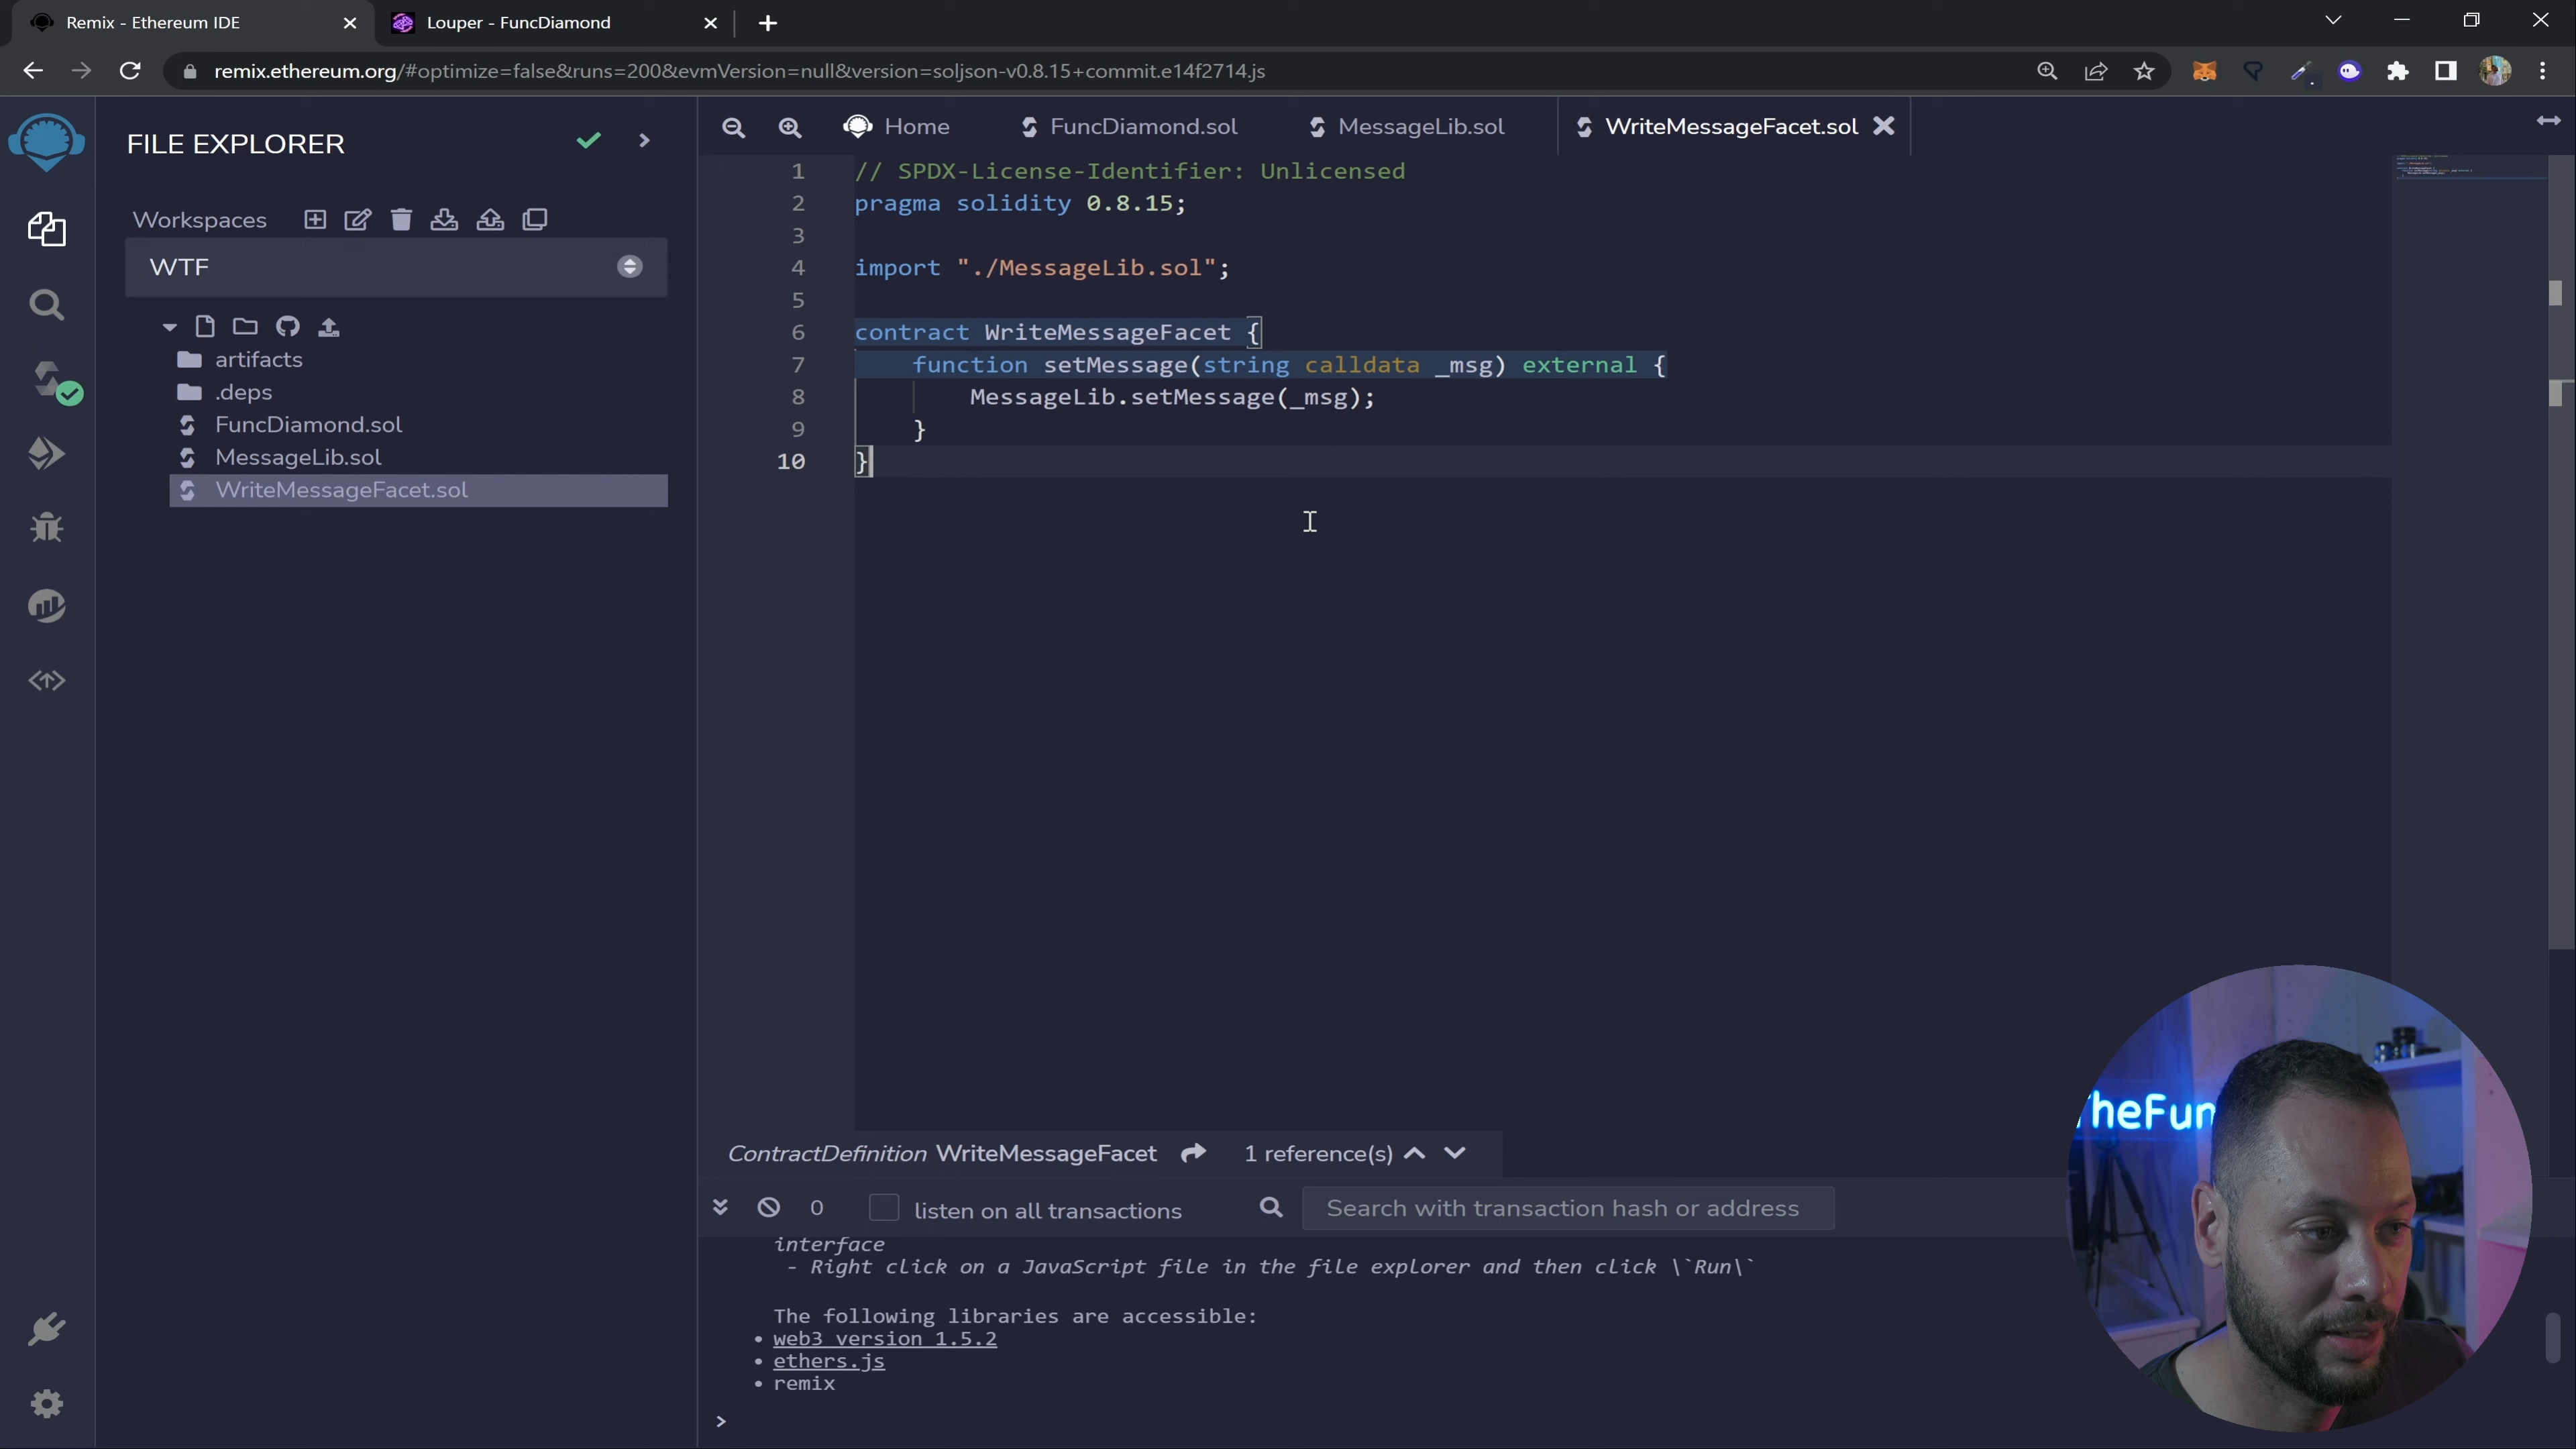 Remix - Ethereum IDE
Louper - FuncDiamond
remix.ethereum.org/#optimize=false&runs=200&evmVersion=null&version=soljson-v0.8.15+commit.e14f2714.js
FILE EXPLORER
Workspaces
WTF
artifacts
.deps
FuncDiamond.sol
MessageLib.sol
WriteMessageFacet.sol
Home
FuncDiamond.sol
MessageLib.sol
WriteMessageFacet.sol
1 // SPDX-License-Identifier: Unlicensed
2 pragma solidity 0.8.15;
3
4 import "./MessageLib.sol";
5
6 contract WriteMessageFacet {
7 function setMessage(string calldata _msg) external {
8 MessageLib.setMessage(_msg);
9 }
10 }
ContractDefinition WriteMessageFacet 1 reference(s)
0 listen on all transactions Search with transaction hash or address
interface
- Right click on a JavaScript file in the file explorer and then click \`Run\`
The following libraries are accessible:
• web3 version 1.5.2
• ethers.js
• remix
>
TheFun